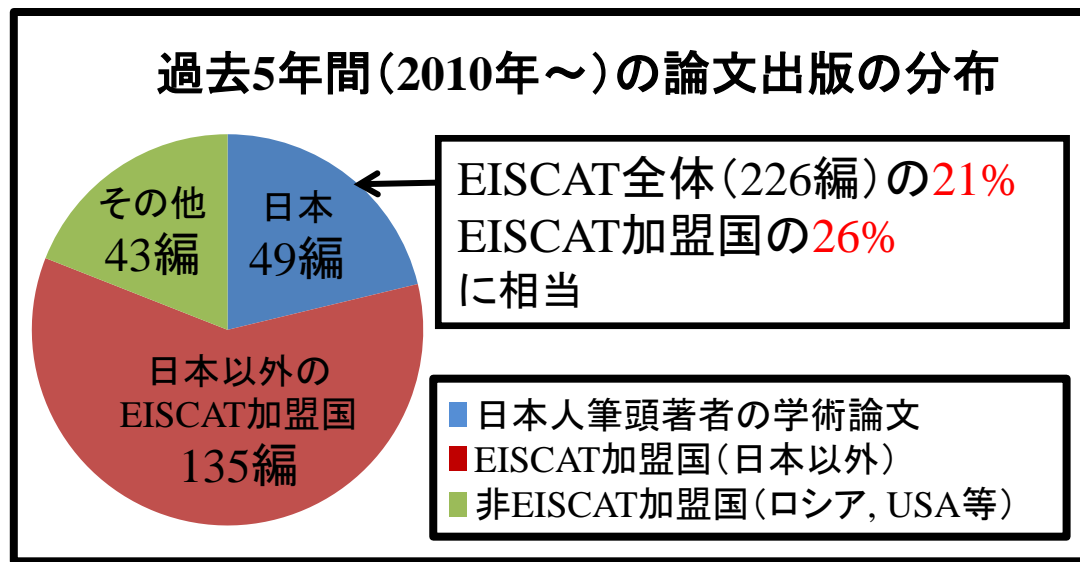 過去5年間(2010年～)の論文出版の分布
その他
43編
日本
49編
日本以外の
EISCAT加盟国
135編
EISCAT全体(226編)の21%
EISCAT加盟国の26%
に相当
日本人筆頭著者の学術論文
EISCAT加盟国(日本以外)
非EISCAT加盟国(ロシア, USA等)